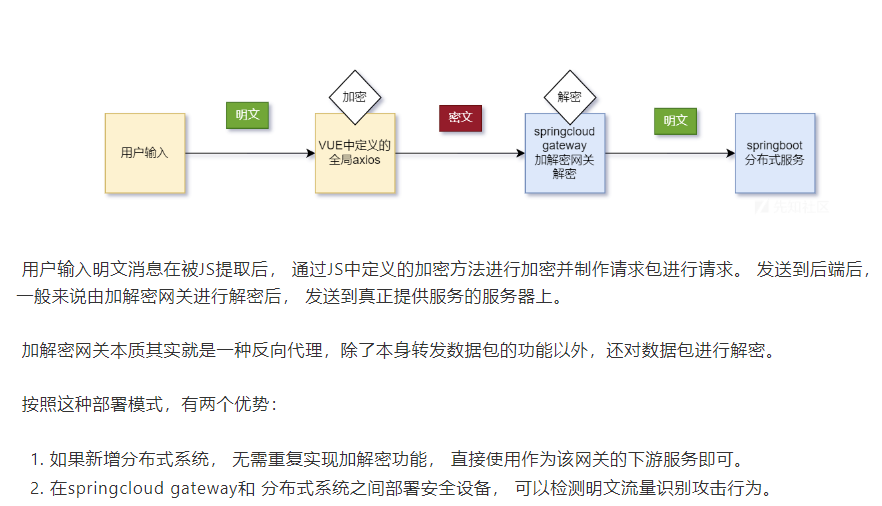 加密
解密
明文
密文
明文
用户输入
VUE中定义的
全局axios
springcloud
gateway
加解密网关
解密
springboot
分布式服务
先知社区
用户输入明文消息在被JS提取后， 通过JS中定义的加密方法进行加密并制作请求包进行请求。 发送到后端后，
一般来说由加解密网关进行解密后， 发送到真正提供服务的服务器上。
加解密网关本质其实就是一种反向代理，除了本身转发数据包的功能以外，还对数据包进行解密。
按照这种部署模式，有两个优势：
1. 如果新增分布式系统， 无需重复实现加解密功能， 直接使用作为该网关的下游服务即可。
2. 在springcloud gateway和 分布式系统之间部署安全设备， 可以检测明文流量识别攻击行为。